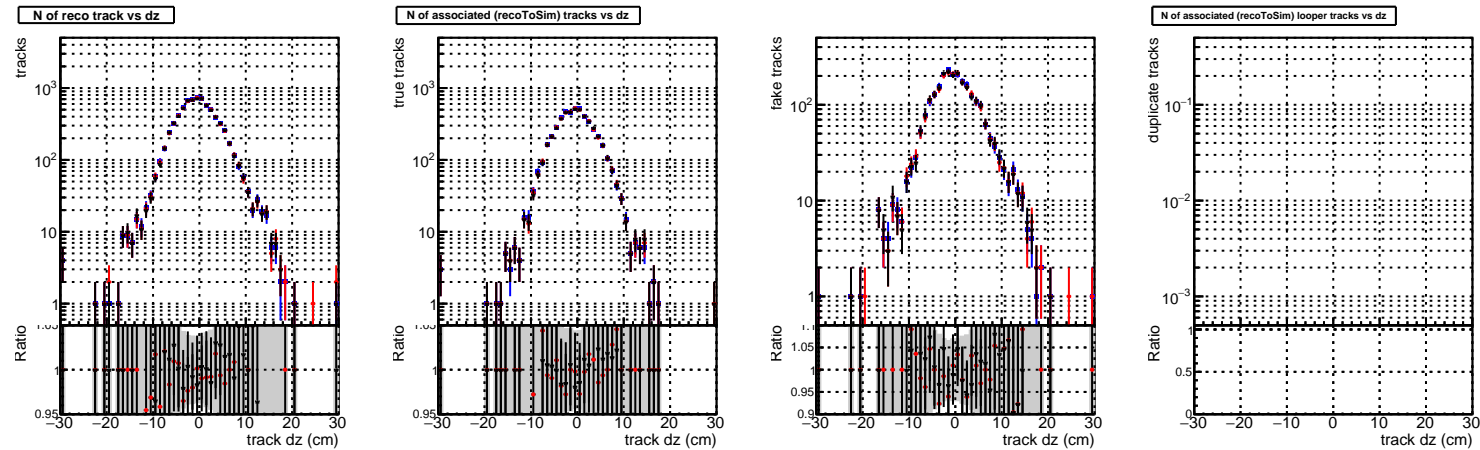 N of reco track vs dz
tracks
10³
10²
10
1
Ratio
1
0.95
−30 −20 −10 0 10 20 30
track dz (cm)
N of associated (recoToSim) tracks vs dz
true tracks
10³
10²
10
1
Ratio
1
0.95
−30 −20 −10 0 10 20 30
track dz (cm)
fake tracks
10²
10
1
Ratio
1.05
1
0.95
0.9
−30 −20 −10 0 10 20 30
track dz (cm)
N of associated (recoToSim) looper tracks vs dz
duplicate tracks
10⁻¹
10⁻²
10⁻³
Ratio
1
0.5
0
−30 −20 −10 0 10 20 30
track dz (cm)